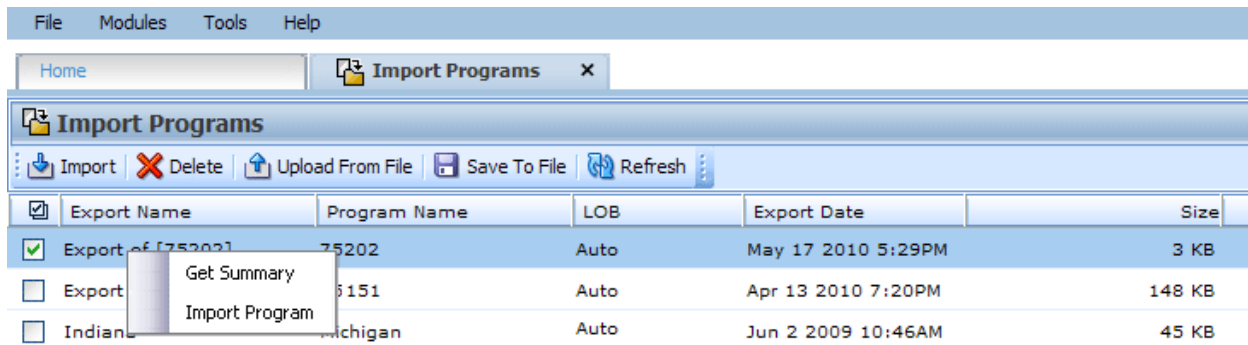 File Modules Tools Help
Home Import Programs x
Import Programs
Import Delete Upload From File Save To File Refresh
Export Name Program Name LOB Export Date Size
Export of [75202] 75202 Auto May 17 2010 5:29PM 3 KB
Get Summary
Export 5151 Auto Apr 13 2010 7:20PM 148 KB
Import Program
Indiana Michigan Auto Jun 2 2009 10:46AM 45 KB